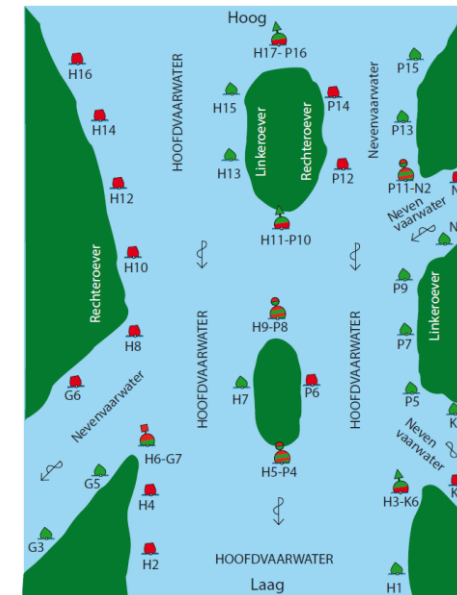 Hoog
H17- P16
H16
HOOFDVAARWATER
Nevenvaarwater
P15
H15
P14
H14
Linkeroever
Rechteroever
P13
H13
P12
P11-N2
H12
Neven
vaarwater
H11-P10
H10
Rechteroever
P9
Linkeroever
H9-P8
H8
HOOFDVAARWATER
HOOFDVAARWATER
P7
G6
H7
P6
P5
Nevenvaarwater
Neven
vaarwater
H6-G7
H5-P4
G5
H4
H3-K6
G3
H2
HOOFDVAARWATER
H1
Laag